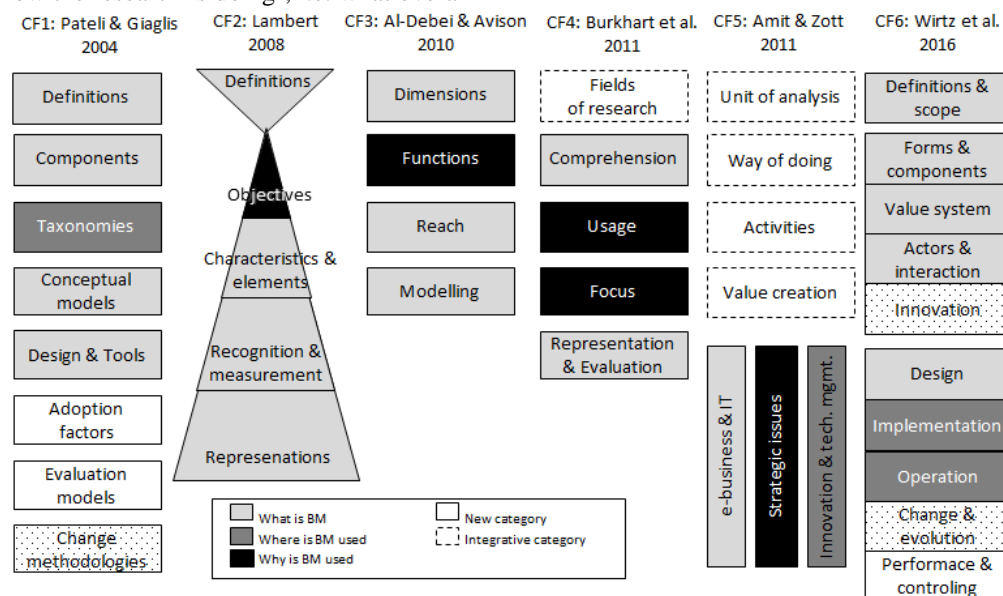 CF1: Pateli & Giaglis
2004
CF2: Lambert
2008
CF3: Al-Debei & Avison
2010
CF4: Burkhart et al.
2011
CF5: Amit & Zott
2011
CF6: Wirtz et al.
2016
Definitions
Components
Taxonomies
Conceptual
models
Design & Tools
Adoption
factors
Evaluation
models
Change
methodologies
Definitions
Objectives
Characteristics &
elements
Recognition &
measurement
Represenations
Dimensions
Functions
Reach
Modelling
Fields
of research
Comprehension
Usage
Focus
Representation
& Evaluation
Unit of analysis
Way of doing
Activities
Value creation
e-business & IT
Strategic issues
Innovation & tech. mgmt.
Definitions &
scope
Forms &
components
Value system
Actors &
interaction
Innovation
Design
Implementation
Operation
Change &
evolution
Performace &
controling
What is BM
Where is BM used
Why is BM used
New category
Integrative category